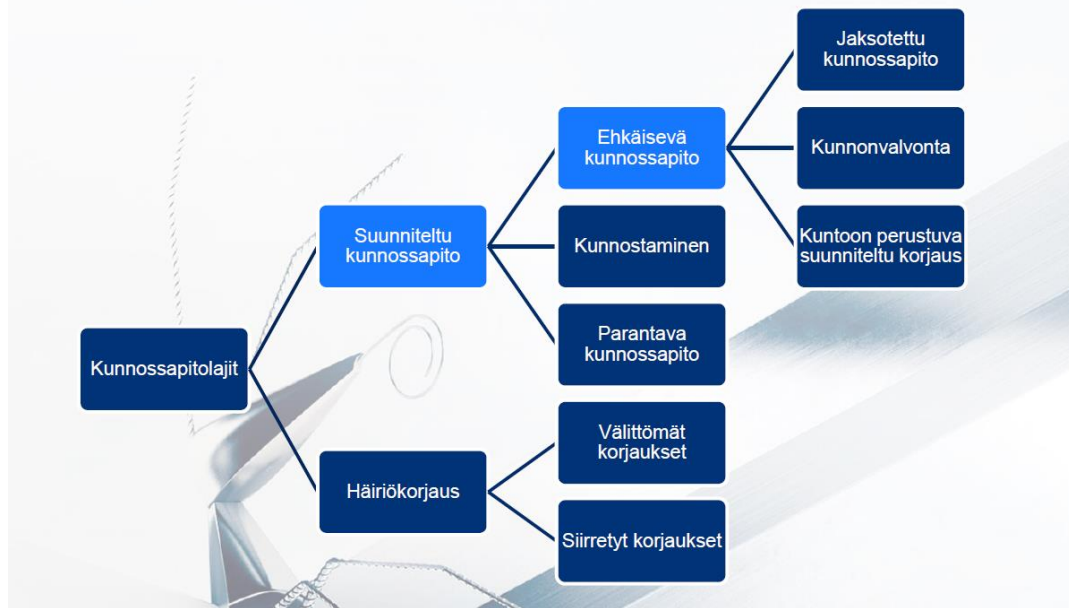 Jaksotettu
kunnossapito
Ehkäisevä
kunnossapito
Kunnonvalvonta
Suunniteltu
kunnossapito
Kunnostaminen
Kuntoon perustuva
suunniteltu korjaus
Parantava
kunnossapito
Kunnossapitolajit
Välittömät
korjaukset
Häiriökorjaus
Siirretyt korjaukset